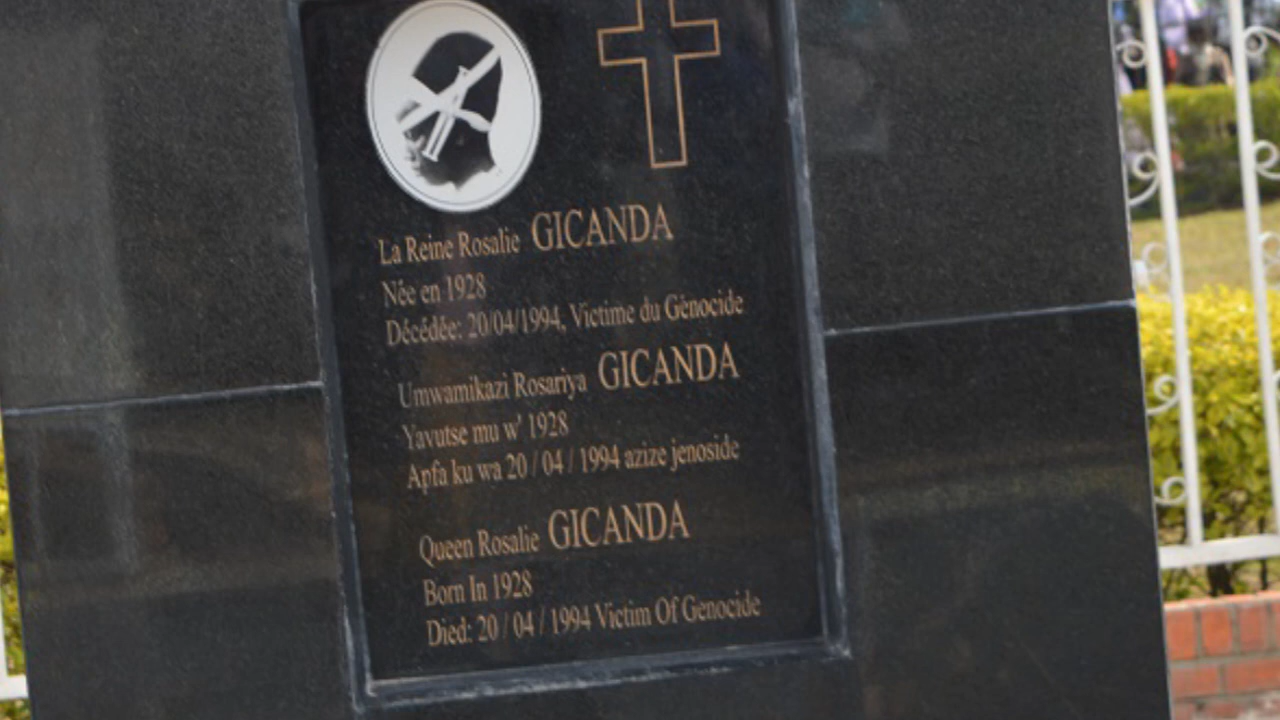 La Reine Rosalie GICANDA
Née en 1928
Décédée: 20/04/1994, Victime du Génocide
Umwamikazi Rosariya GICANDA
Yavutse mu w' 1928
Apfa ku wa 20 / 04 / 1994 azize jenoside
Queen Rosalie GICANDA
Born In 1928
Died: 20 / 04 / 1994 Victim Of Genocide